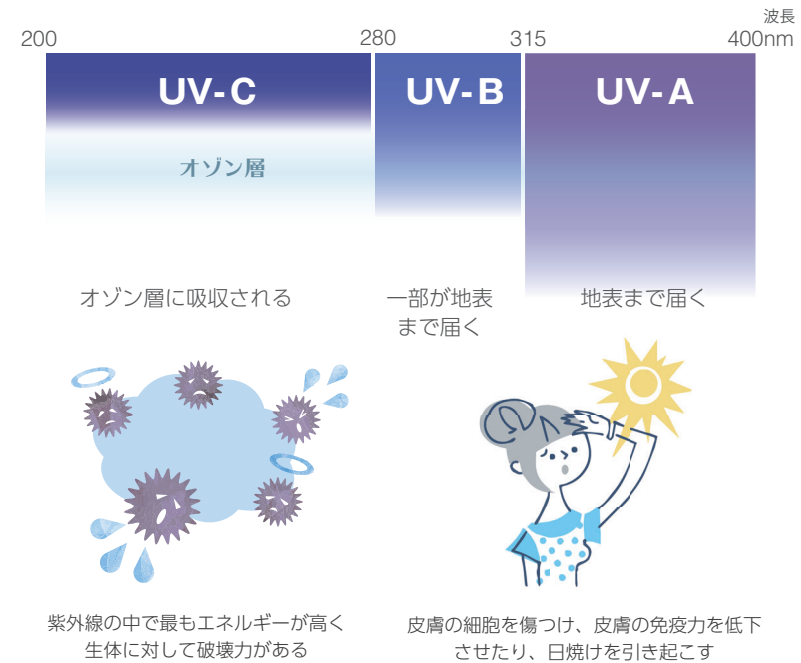 波長
200
280
315
400nm
UV-C
UV-B
UV-A
オゾン層
オゾン層に吸収される
一部が地表
まで届く
地表まで届く
紫外線の中で最もエネルギーが高く
生体に対して破壊力がある
皮膚の細胞を傷つけ、皮膚の免疫力を低下
させたり、日焼けを引き起こす